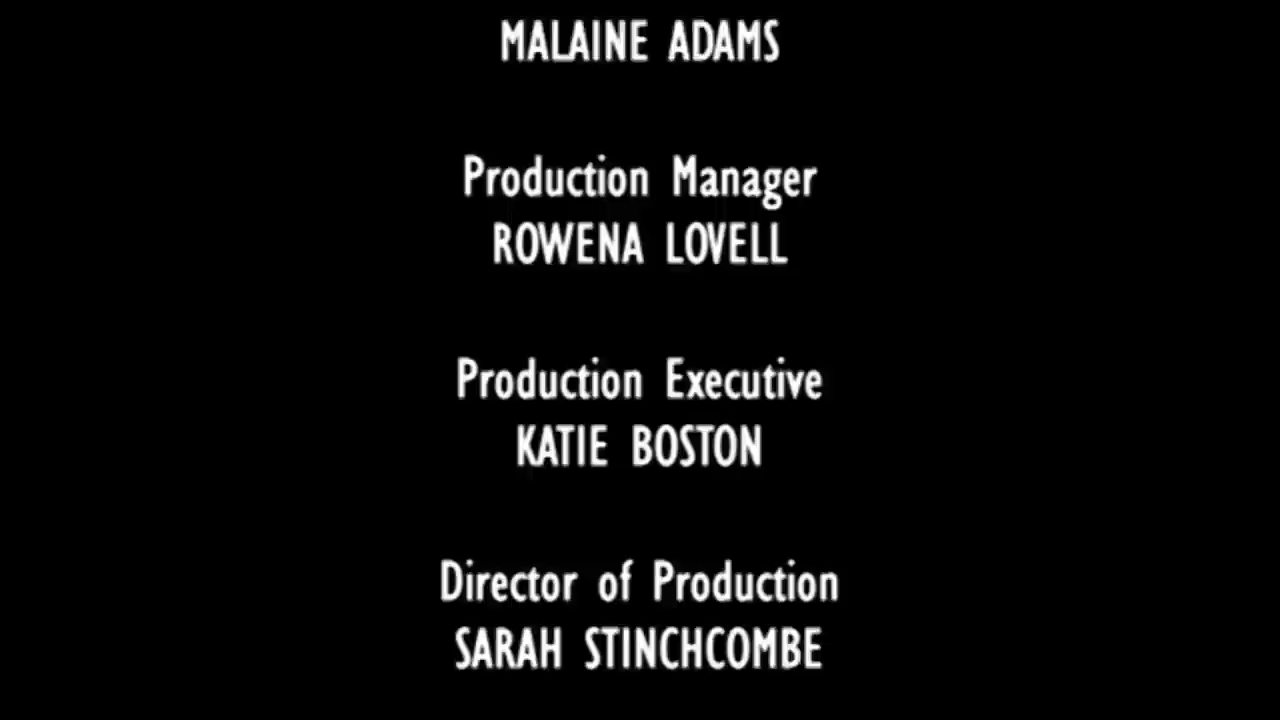 MALAINE ADAMS
Production Manager
ROWENA LOVELL
Production Executive
KATIE BOSTON
Director of Production
SARAH STINCHCOMBE